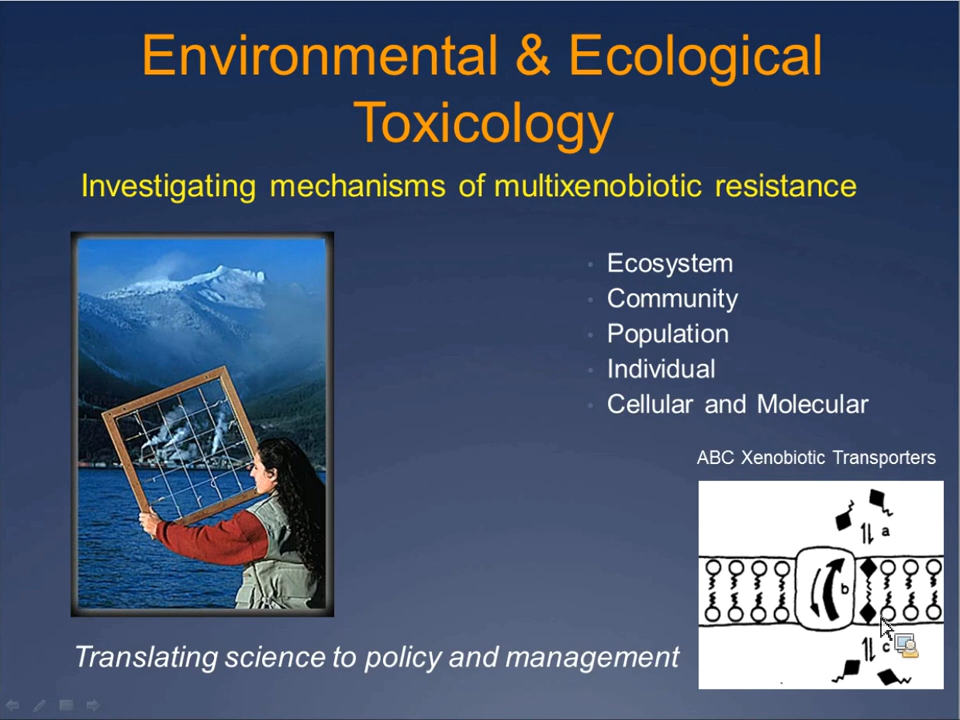 Environmental & Ecological
Toxicology
Investigating mechanisms of multixenobiotic resistance
Ecosystem
Community
Population
Individual
Cellular and Molecular
ABC Xenobiotic Transporters
a
b
c
Translating science to policy and management